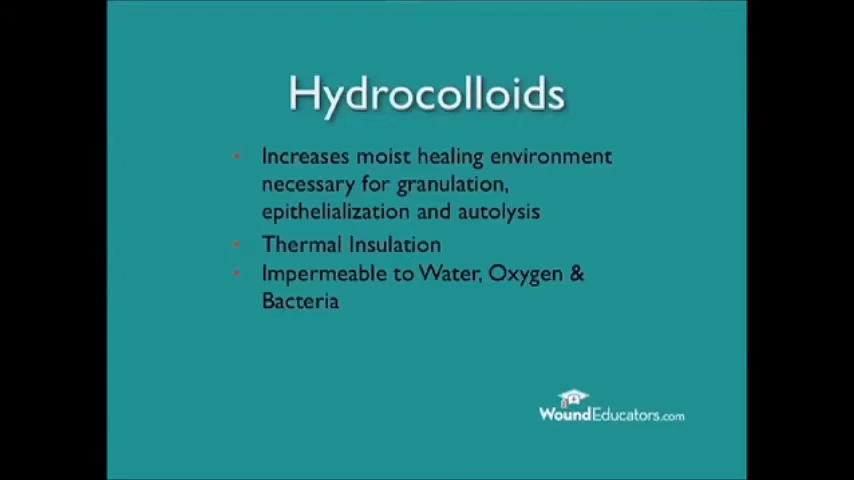 Hydrocolloids
• Increases moist healing environment
necessary for granulation,
epithelialization and autolysis
• Thermal Insulation
• Impermeable to Water, Oxygen &
Bacteria
WoundEducators.com